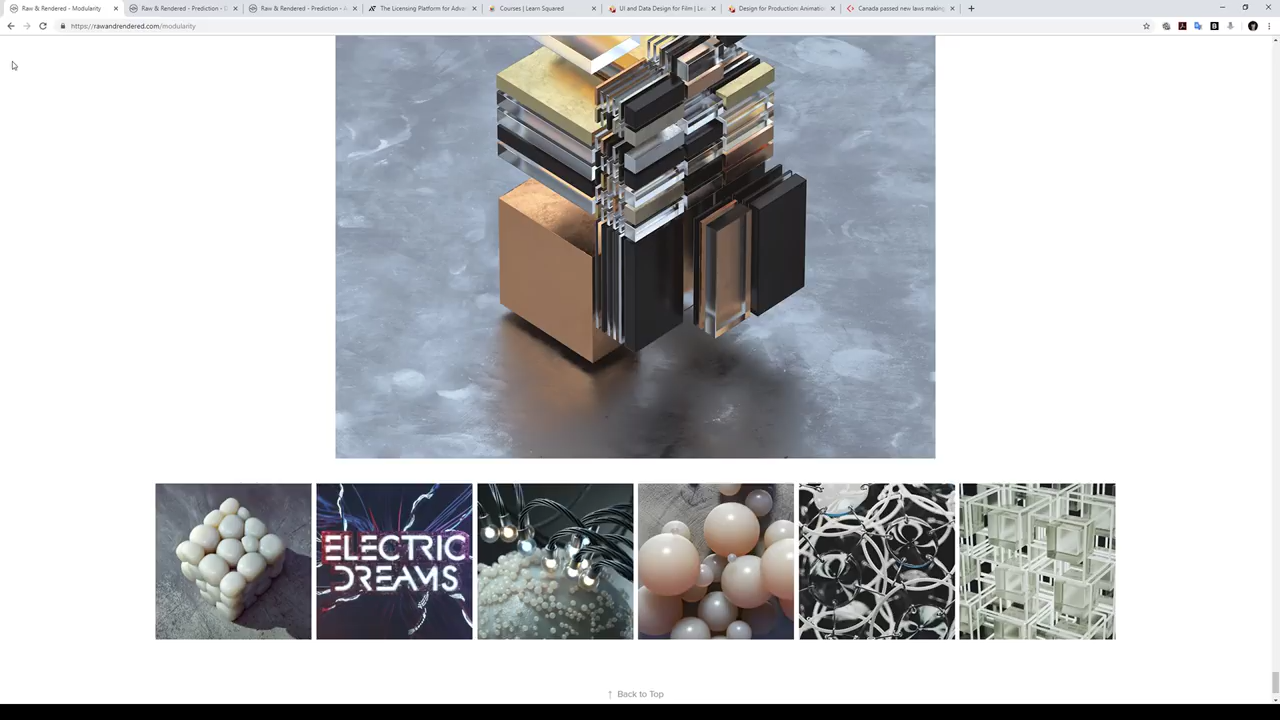 Raw & Rendered - Modularity
Raw & Rendered - Prediction - D
Raw & Rendered - Prediction - A
The Licensing Platform for Adva
Courses | Learn Squared
UI and Data Design for Film | Lea
Design for Production: Animatio
Canada passed new laws making
https://rawandrendered.com/modularity
ELECTRIC
DREAMS
↑ Back to Top